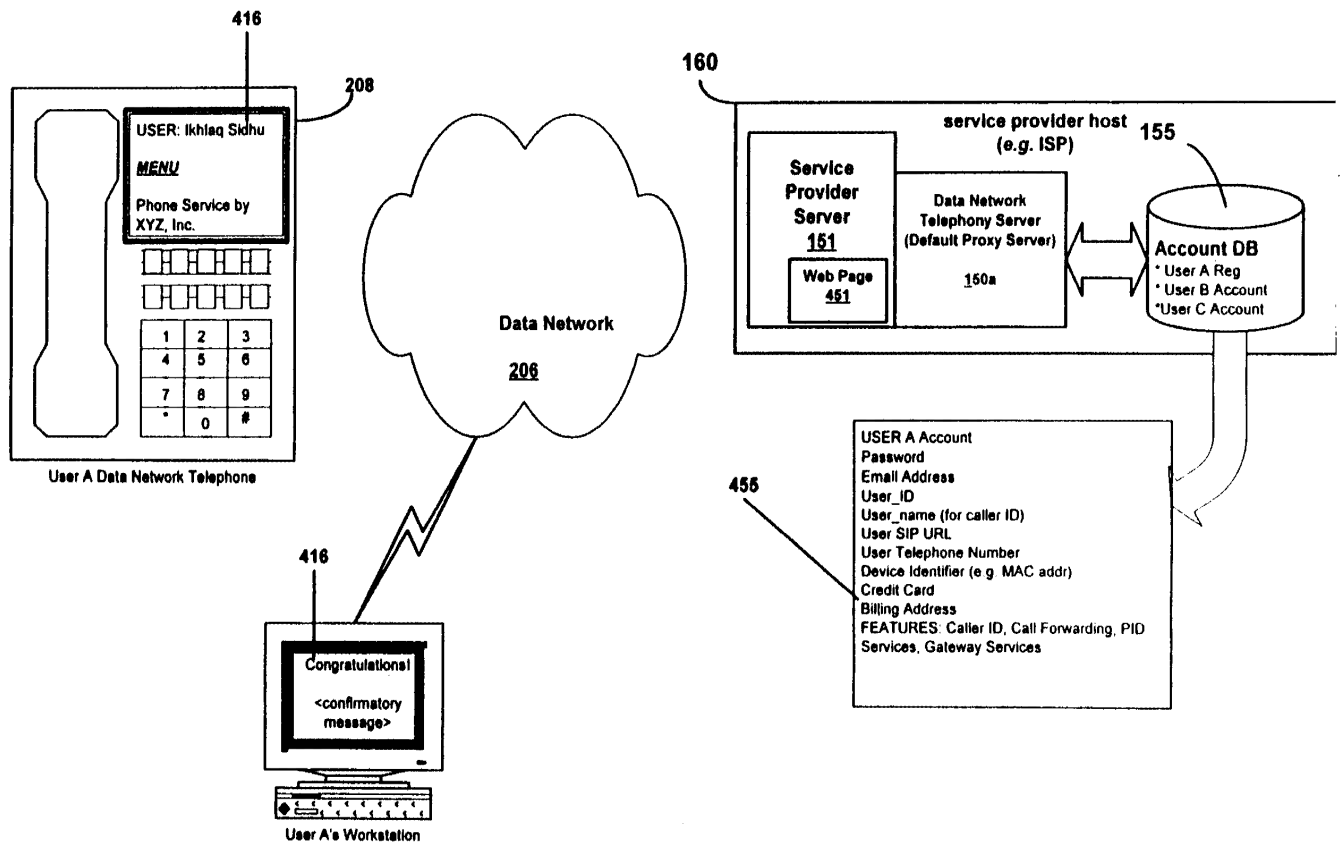 416
208
USER: Ikhlaq Sidhu
MENU
Phone Service by
XYZ, Inc.
1 2 3
4 5 6
7 8 9
* 0 #
User A Data Network Telephone
Data Network
206
416
Congratulations!
<confirmatory
message>
User A's Workstation
160
service provider host
(e.g. ISP)
155
Service
Provider
Server
151
Web Page
451
Data Network
Telephony Server
(Default Proxy Server)
150a
Account DB
* User A Reg
* User B Account
*User C Account
455
USER A Account
Password
Email Address
User_ID
User_name (for caller ID)
User SIP URL
User Telephone Number
Device Identifier (e.g. MAC addr)
Credit Card
Billing Address
FEATURES: Caller ID, Call Forwarding, PID
Services, Gateway Services